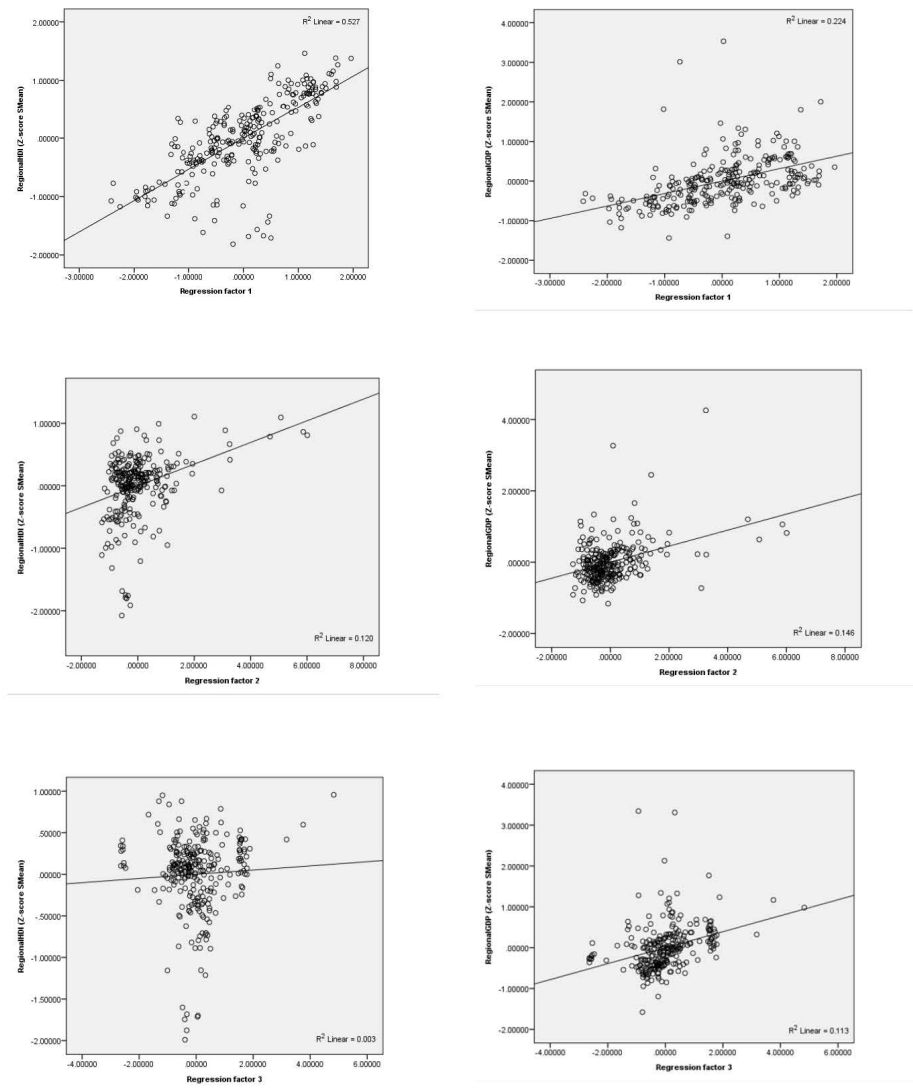 R2 Linear = 0.527
2.00000
1.00000
.00000
-1.00000
-2.00000
RegionalHDI (Z-score SMean)
-3.00000 -2.00000 -1.00000 .00000 1.00000 2.00000
Regression factor 1
R2 Linear = 0.224
4.00000
3.00000
2.00000
1.00000
.00000
-1.00000
-2.00000
RegionalGDP (Z-score SMean)
-3.00000 -2.00000 -1.00000 .00000 1.00000 2.00000
Regression factor 1
1.00000
.00000
-1.00000
-2.00000
RegionalHDI (Z-score SMean)
R2 Linear = 0.120
-2.00000 .00000 2.00000 4.00000 6.00000 8.00000
Regression factor 2
4.00000
2.00000
.00000
-2.00000
RegionalGDP (Z-score SMean)
R2 Linear = 0.146
-2.00000 .00000 2.00000 4.00000 6.00000 8.00000
Regression factor 2
1.00000
.50000
.00000
-.50000
-1.00000
-1.50000
-2.00000
RegionalHDI (Z-score SMean)
R2 Linear = 0.003
-4.00000 -2.00000 .00000 2.00000 4.00000 6.00000
Regression factor 3
4.00000
3.00000
2.00000
1.00000
.00000
-1.00000
-2.00000
RegionalGDP (Z-score SMean)
R2 Linear = 0.113
-4.00000 -2.00000 .00000 2.00000 4.00000 6.00000
Regression factor 3